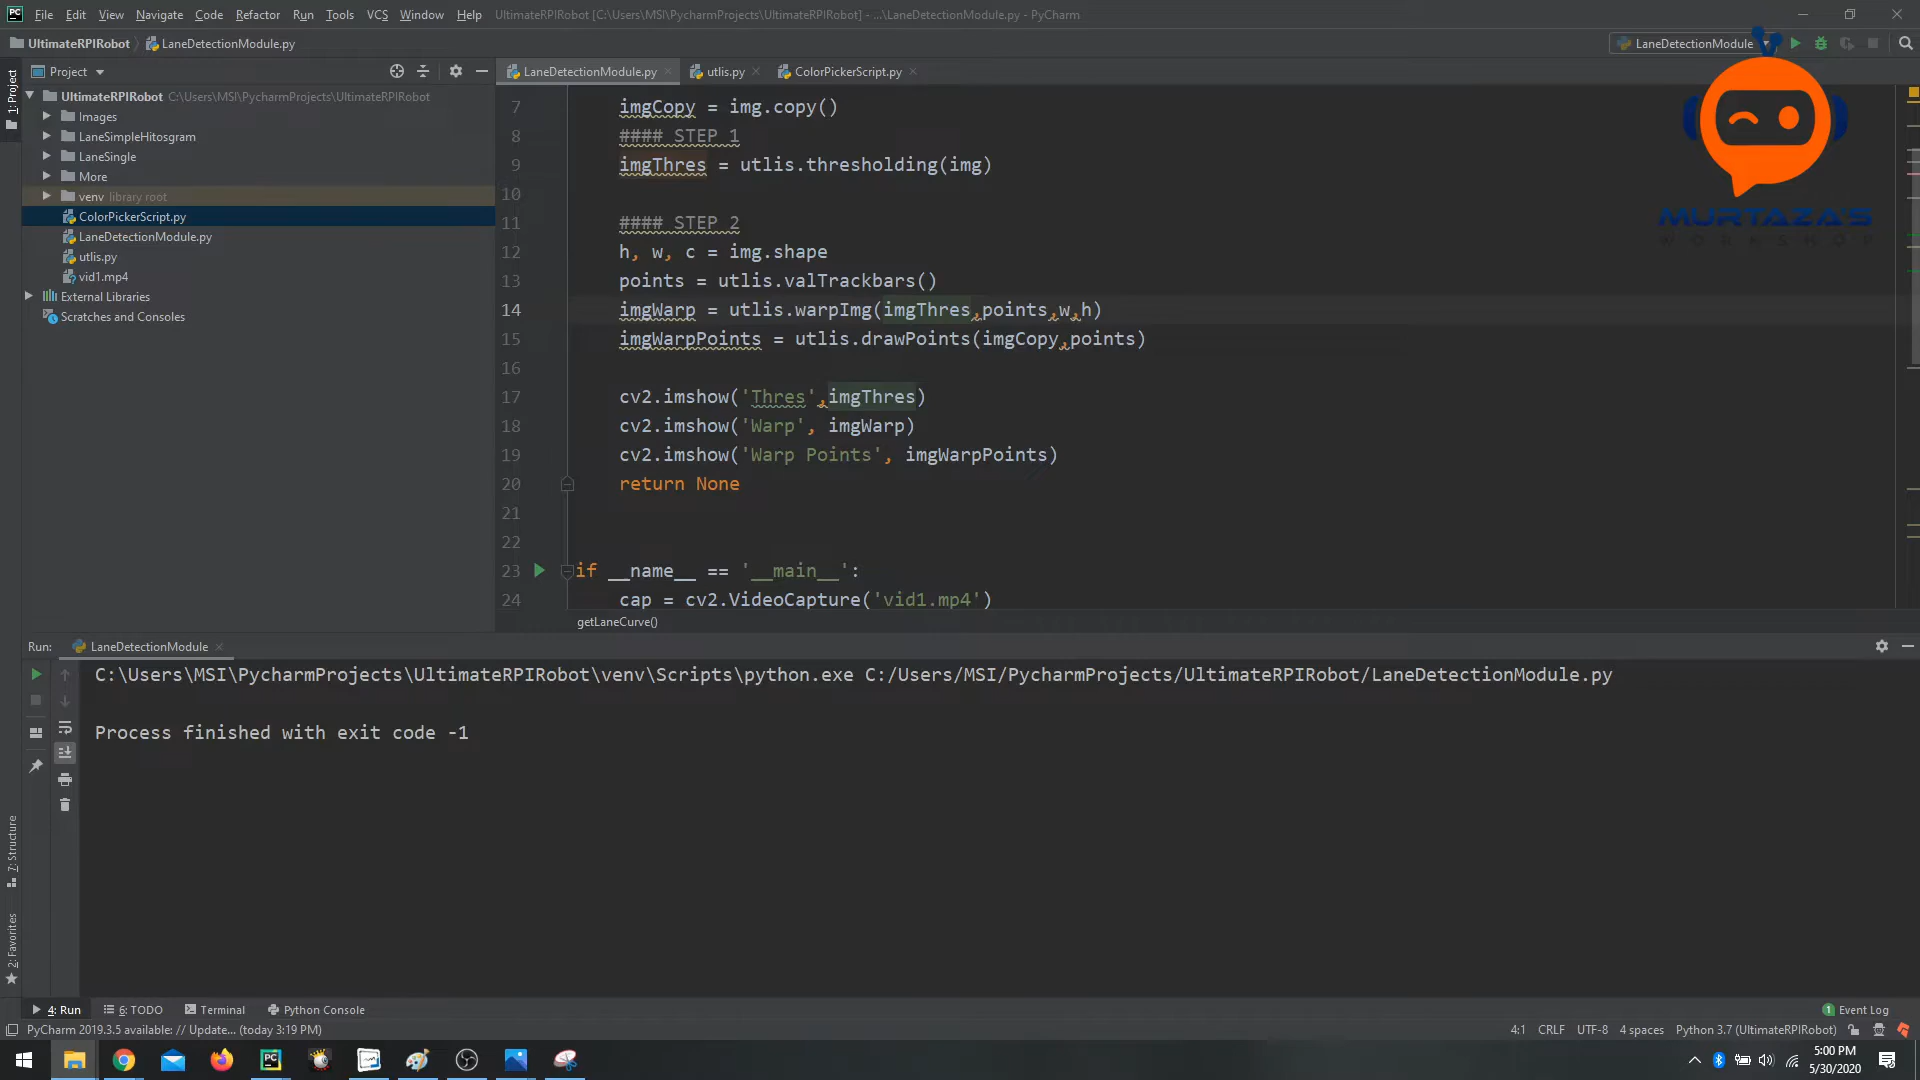 File Edit View Navigate Code Refactor Run Tools VCS Window Help UltimateRPIRobot [C:\Users\MSI\PycharmProjects\UltimateRPIRobot] - ...\LaneDetectionModule.py - PyCharm
UltimateRPIRobot LaneDetectionModule.py LaneDetectionModule
1: Project Project LaneDetectionModule.py utlis.py ColorPickerScript.py
UltimateRPIRobot C:\Users\MSI\PycharmProjects\UltimateRPIRobot
Images
LaneSimpleHitosgram
LaneSingle
More
venv library root
ColorPickerScript.py
LaneDetectionModule.py
utlis.py
vid1.mp4
External Libraries
Scratches and Consoles
7 imgCopy = img.copy()
8 #### STEP 1
9 imgThres = utlis.thresholding(img)
10
11 #### STEP 2
12 h, w, c = img.shape
13 points = utlis.valTrackbars()
14 imgWarp = utlis.warpImg(imgThres,points,w,h)
15 imgWarpPoints = utlis.drawPoints(imgCopy,points)
16
17 cv2.imshow('Thres',imgThres)
18 cv2.imshow('Warp', imgWarp)
19 cv2.imshow('Warp Points', imgWarpPoints)
20 return None
21
22
23 if __name__ == '__main__':
24 cap = cv2.VideoCapture('vid1.mp4')
getLaneCurve()
MURTAZA'S
WORKSHOP
Run: LaneDetectionModule
C:\Users\MSI\PycharmProjects\UltimateRPIRobot\venv\Scripts\python.exe C:/Users/MSI/PycharmProjects/UltimateRPIRobot/LaneDetectionModule.py
Process finished with exit code -1
7: Structure
2: Favorites
4: Run 6: TODO Terminal Python Console 1 Event Log
PyCharm 2019.3.5 available: // Update... (today 3:19 PM) 4:1 CRLF UTF-8 4 spaces Python 3.7 (UltimateRPIRobot)
5:00 PM
5/30/2020